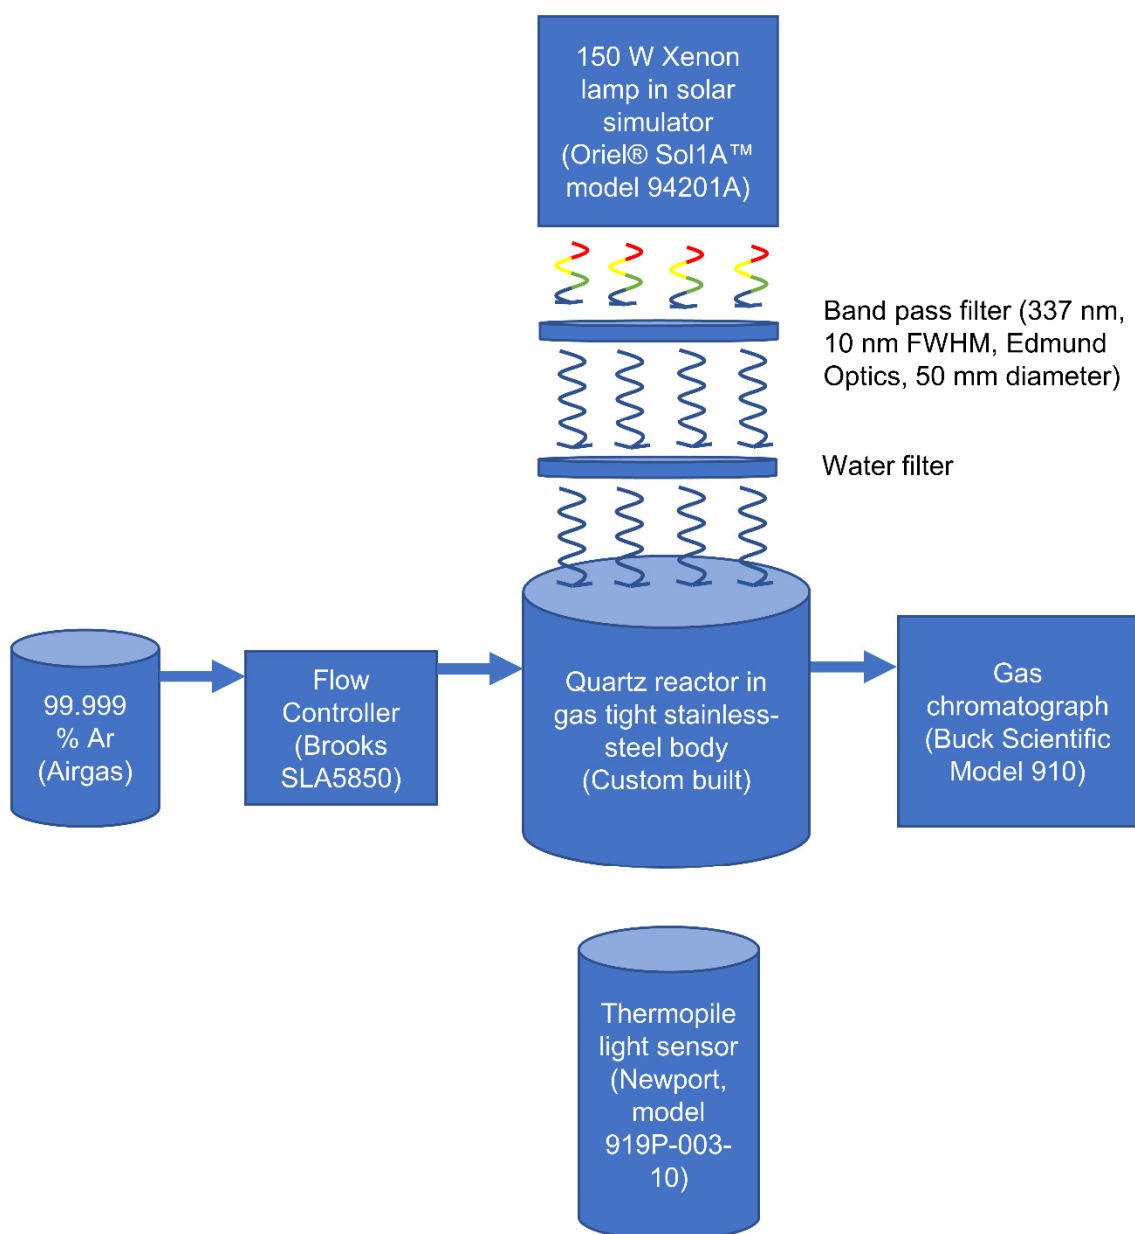 150 W Xenon
lamp in solar
simulator
(Oriel® Sol1A™
model 94201A)
Band pass filter (337 nm,
10 nm FWHM, Edmund
Optics, 50 mm diameter)
Water filter
99.999
% Ar
(Airgas)
Flow
Controller
(Brooks
SLA5850)
Quartz reactor in
gas tight stainless-
steel body
(Custom built)
Gas
chromatograph
(Buck Scientific
Model 910)
Thermopile
light sensor
(Newport,
model
919P-003-
10)